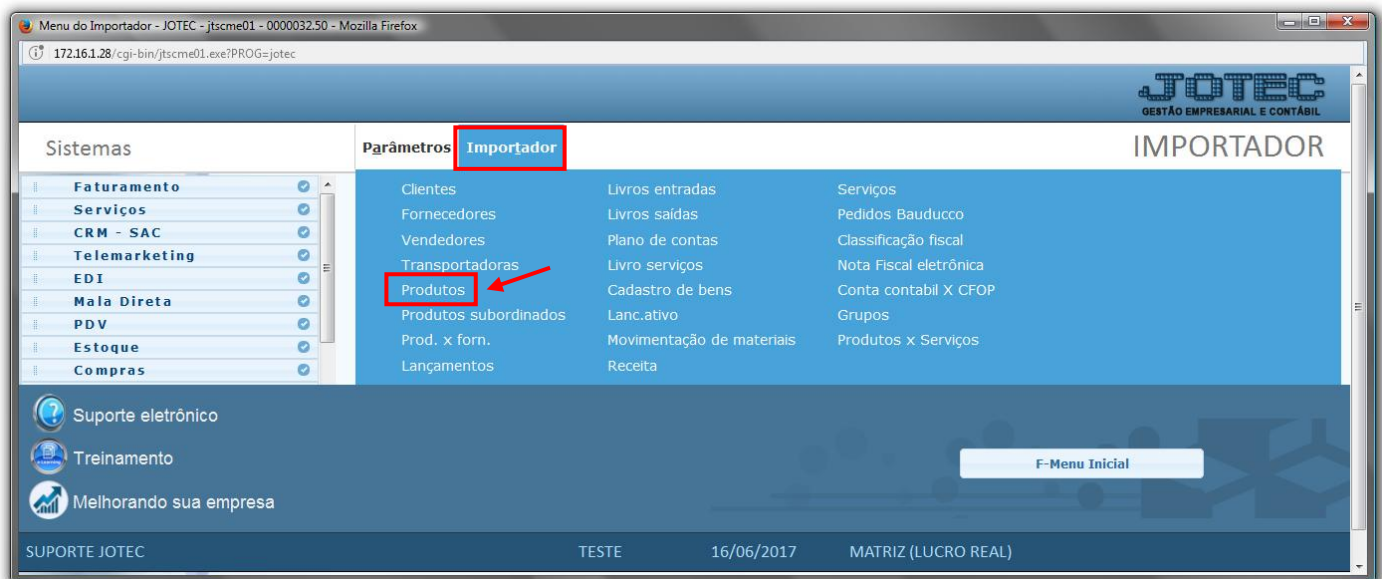 Menu do Importador - JOTEC - jtscme01 - 0000032.50 - Mozilla Firefox
172.16.1.28/cgi-bin/jtscme01.exe?PROG=jotec
JOTEC
GESTÃO EMPRESARIAL E CONTÁBIL
Sistemas
Parâmetros Importador
IMPORTADOR
Faturamento
Serviços
CRM - SAC
Telemarketing
EDI
Mala Direta
PDV
Estoque
Compras
Clientes
Fornecedores
Vendedores
Transportadoras
Produtos
Produtos subordinados
Prod. x forn.
Lançamentos
Livros entradas
Livros saídas
Plano de contas
Livro serviços
Cadastro de bens
Lanc.ativo
Movimentação de materiais
Receita
Serviços
Pedidos Bauducco
Classificação fiscal
Nota Fiscal eletrônica
Conta contabil X CFOP
Grupos
Produtos x Serviços
Suporte eletrônico
Treinamento
Melhorando sua empresa
F-Menu Inicial
SUPORTE JOTEC TESTE 16/06/2017 MATRIZ (LUCRO REAL)